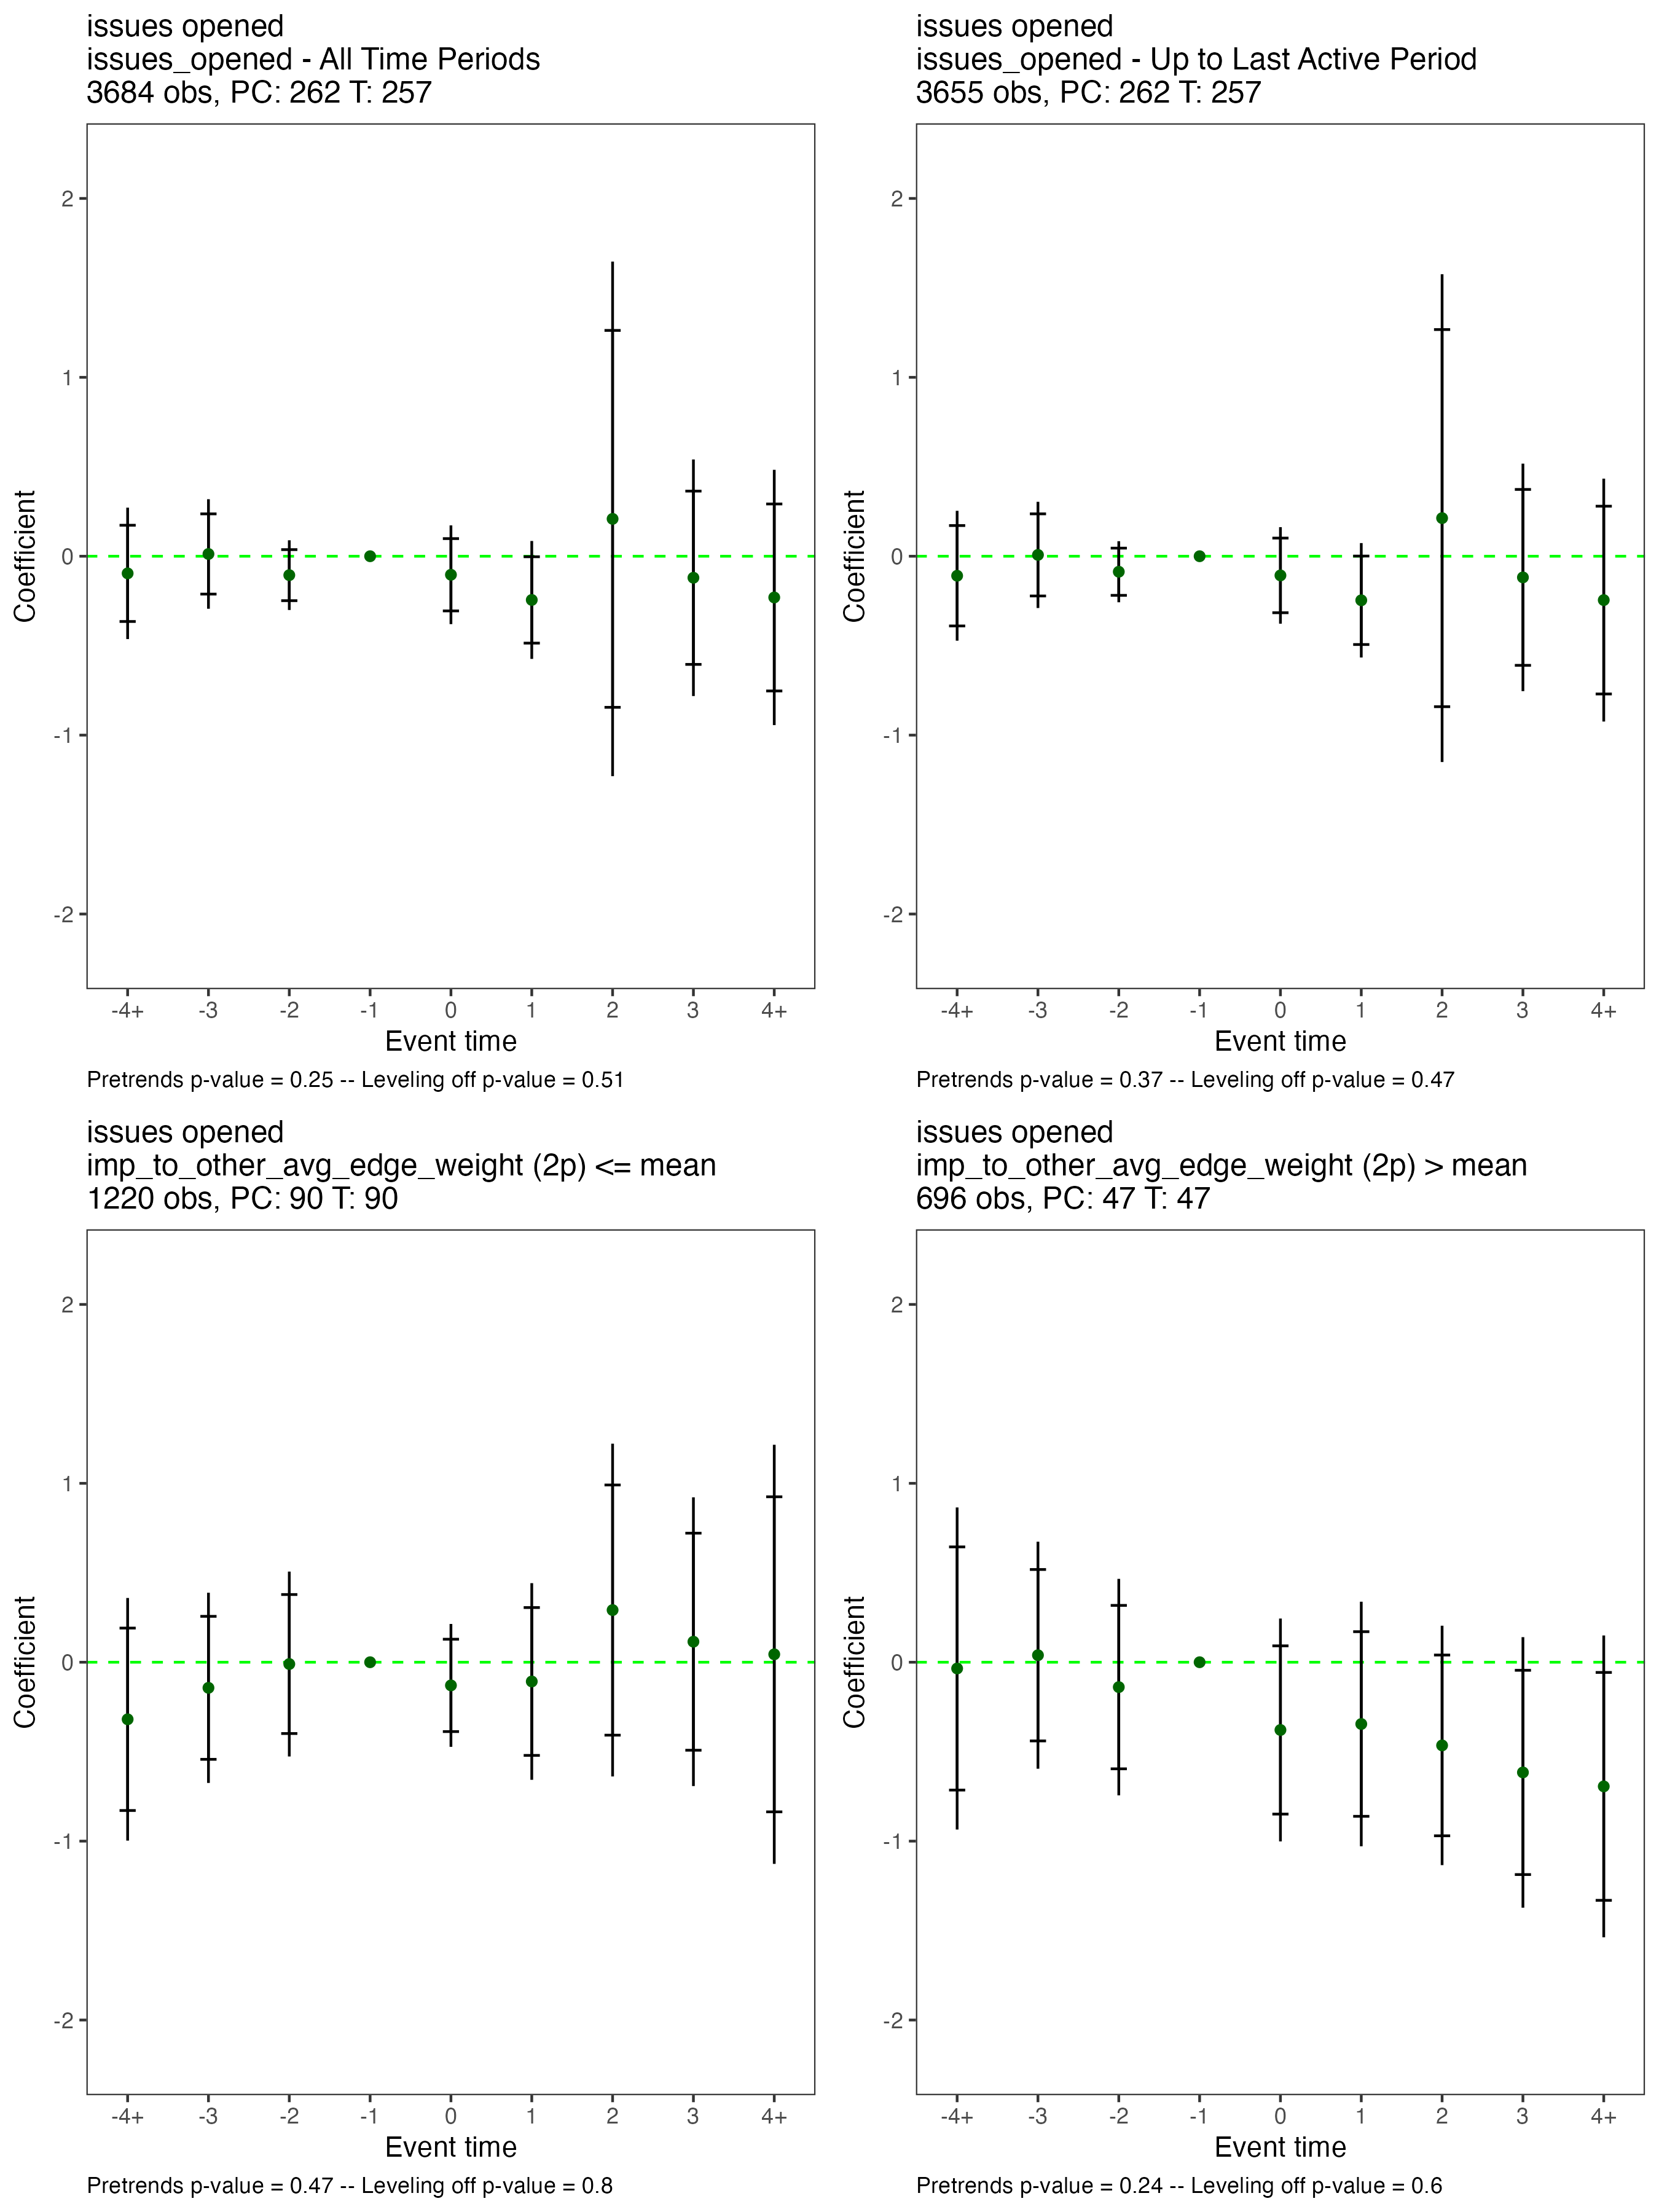 issues opened
issues_opened - All Time Periods
3684 obs, PC: 262 T: 257
2
1
0
-1
-2
Coefficient
-4+ -3 -2 -1 0 1 2 3 4+
Event time
Pretrends p-value = 0.25 -- Leveling off p-value = 0.51
issues opened
issues_opened - Up to Last Active Period
3655 obs, PC: 262 T: 257
2
1
0
-1
-2
Coefficient
-4+ -3 -2 -1 0 1 2 3 4+
Event time
Pretrends p-value = 0.37 -- Leveling off p-value = 0.47
issues opened
imp_to_other_avg_edge_weight (2p) <= mean
1220 obs, PC: 90 T: 90
2
1
0
-1
-2
Coefficient
-4+ -3 -2 -1 0 1 2 3 4+
Event time
Pretrends p-value = 0.47 -- Leveling off p-value = 0.8
issues opened
imp_to_other_avg_edge_weight (2p) > mean
696 obs, PC: 47 T: 47
2
1
0
-1
-2
Coefficient
-4+ -3 -2 -1 0 1 2 3 4+
Event time
Pretrends p-value = 0.24 -- Leveling off p-value = 0.6